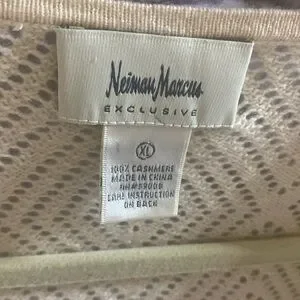 Neiman Marcus
EXCLUSIVE
XL
100% CASHMERE
MADE IN CHINA
CARE INSTRUCTION
ON BACK